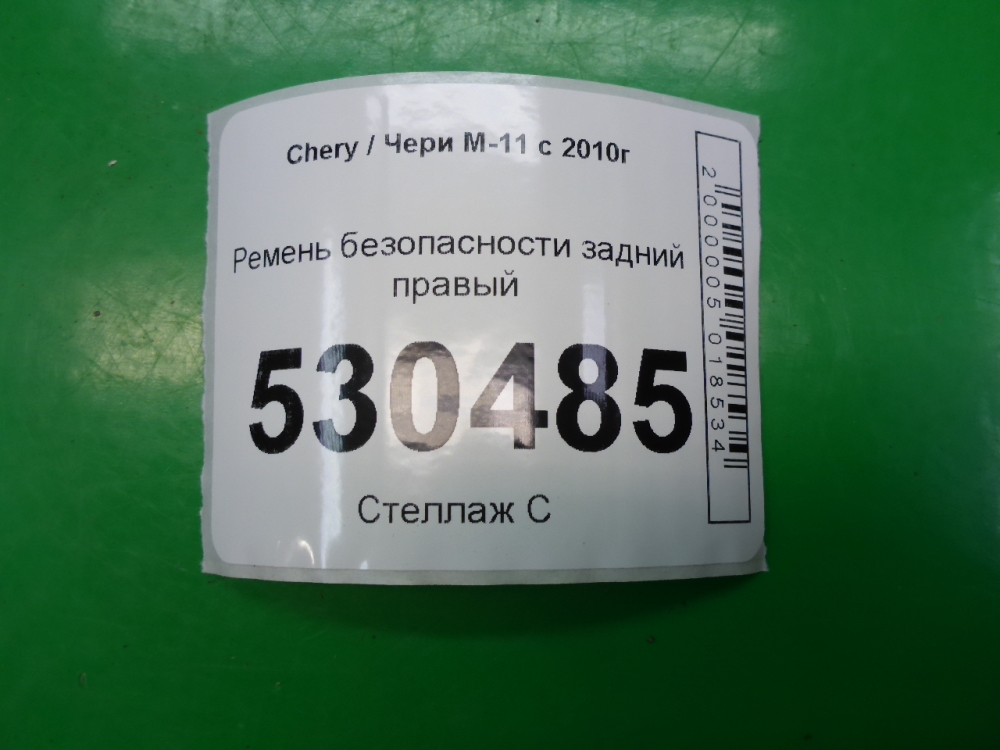 Chery / Чери М-11 с 2010г
Ремень безопасности задний
правый
530485
Стеллаж С
2000005018534